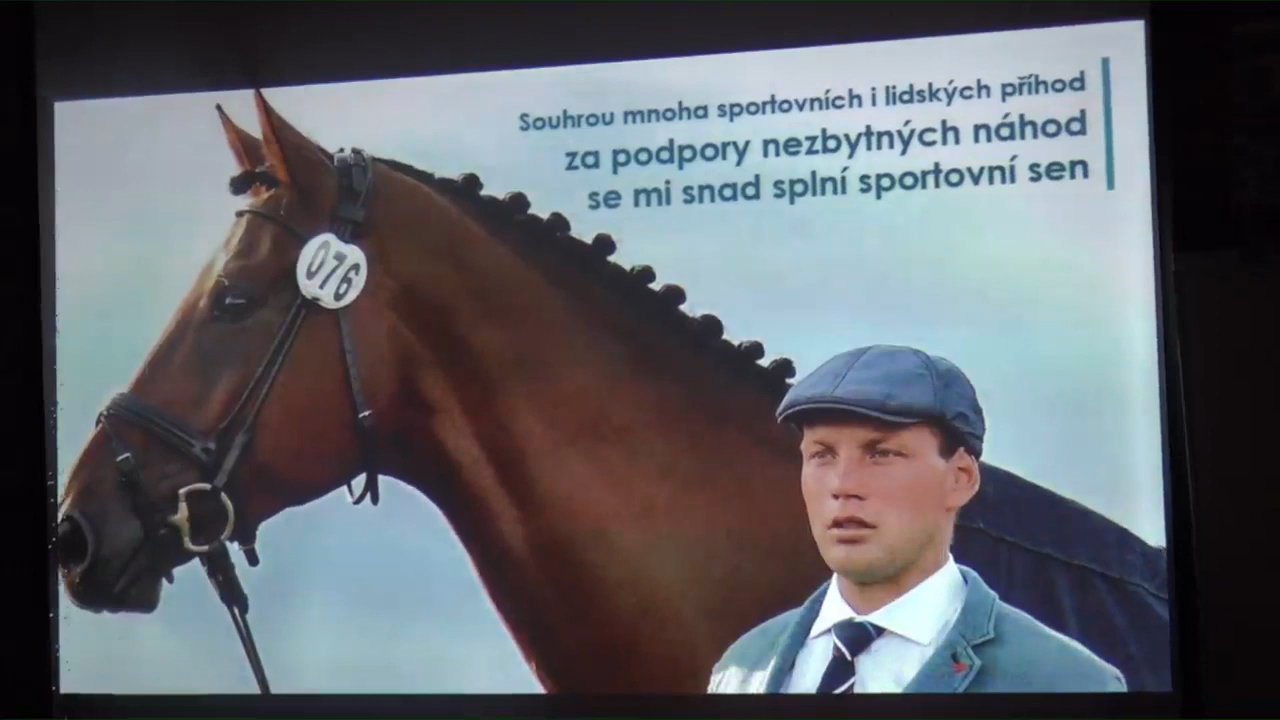 Souhrou mnoha sportovních i lidských příhod
za podpory nezbytných náhod
se mi snad splní sportovní sen
076